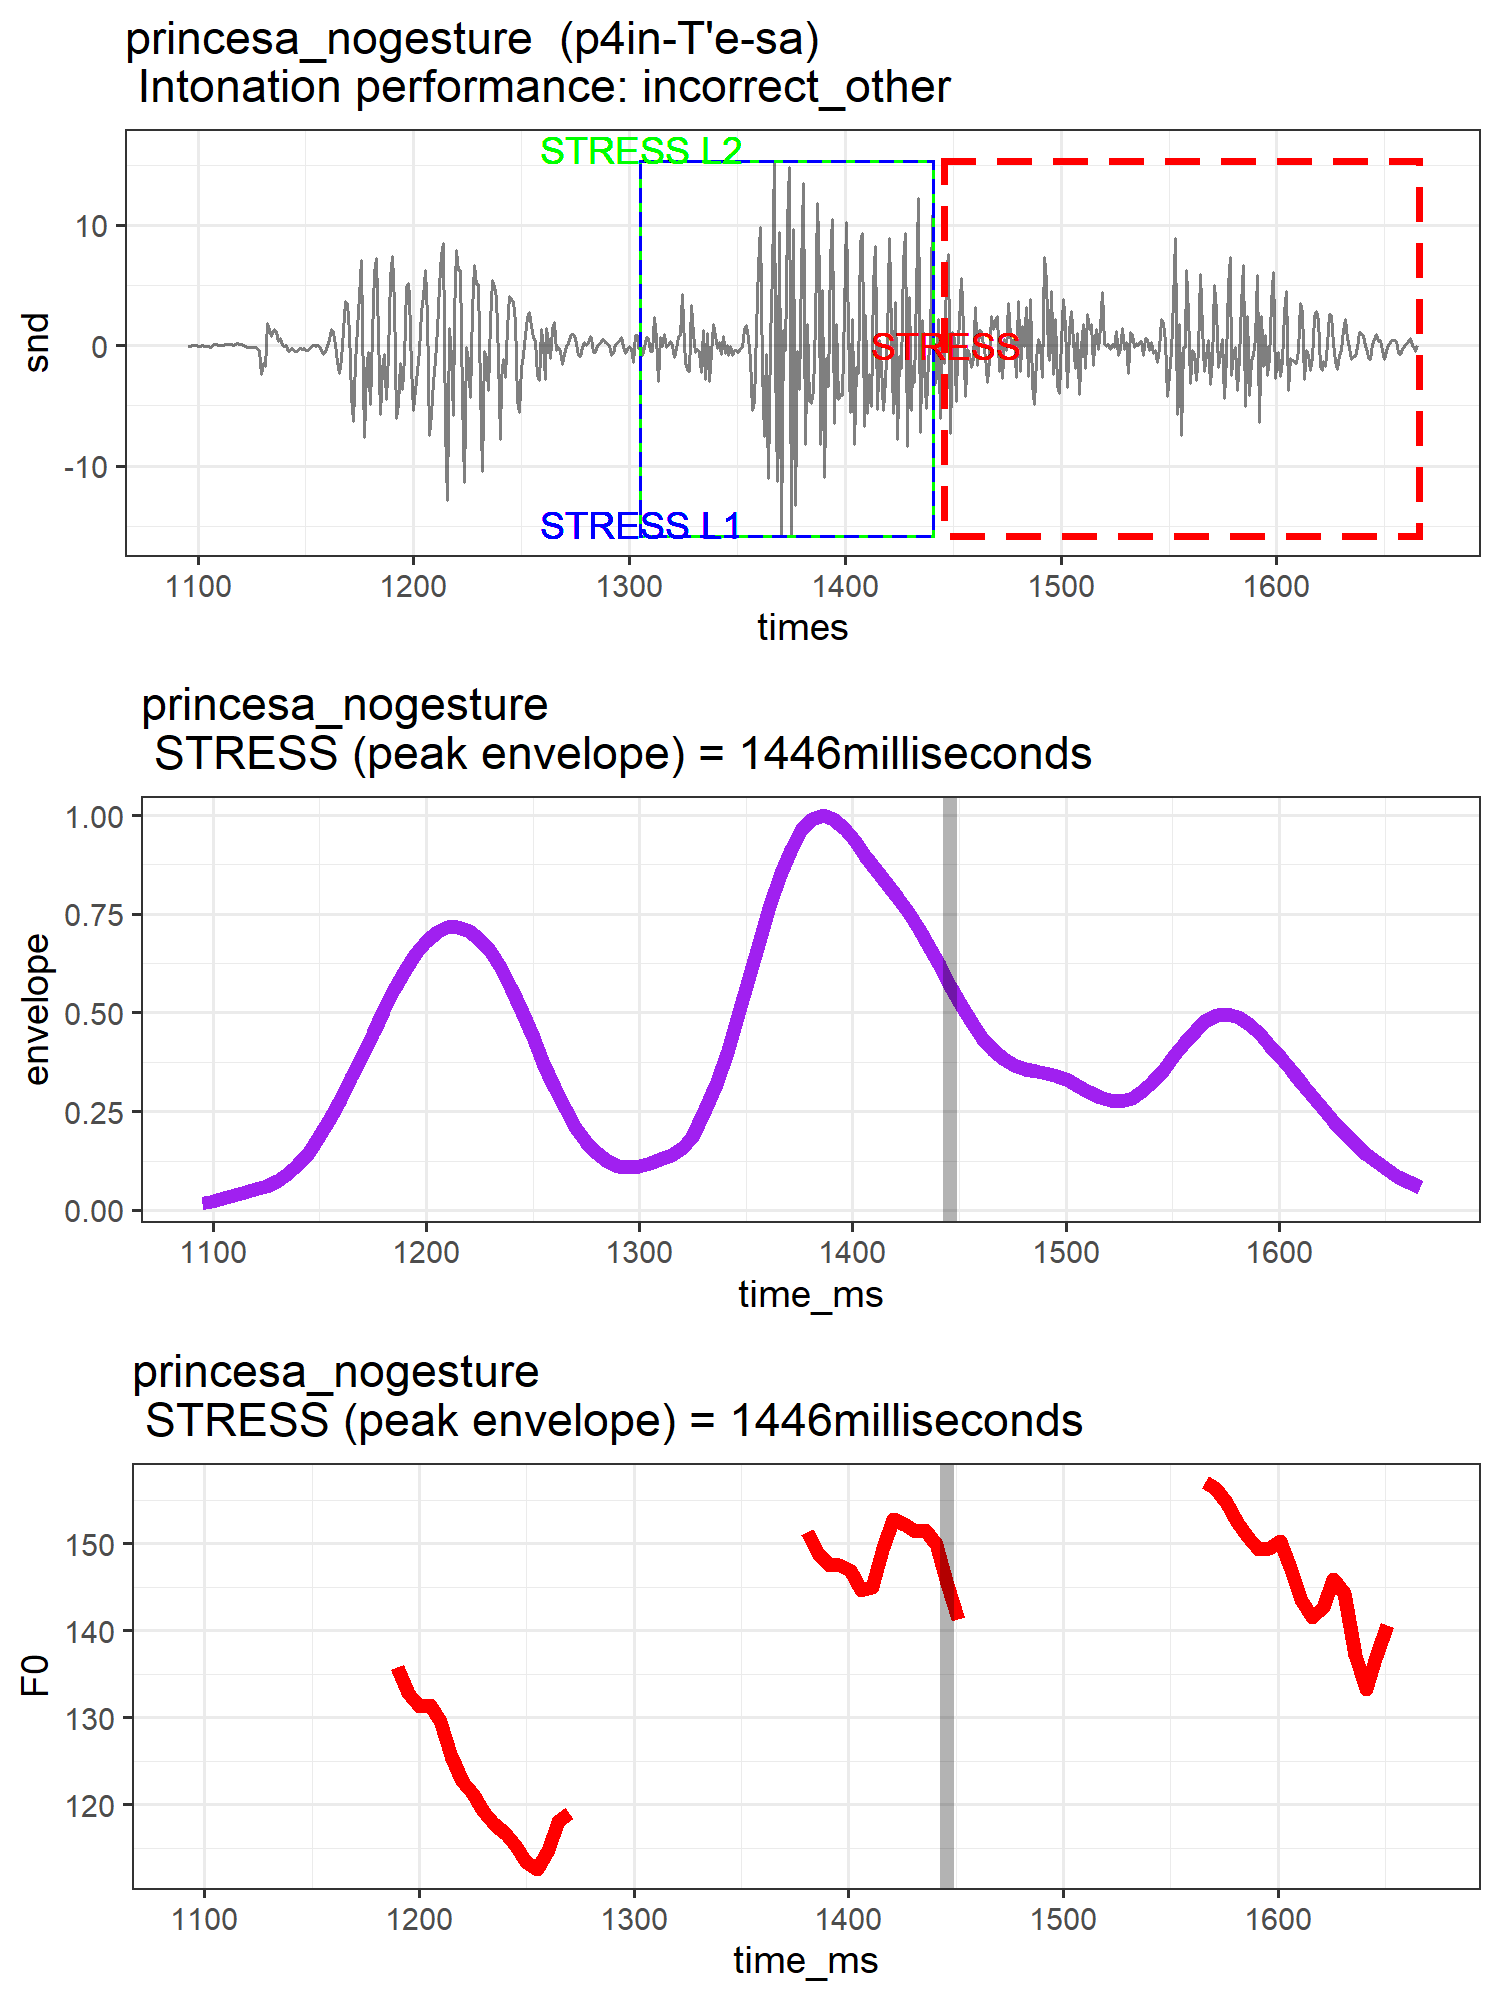 princesa_nogesture  (p4in-T'e-sa)
Intonation performance: incorrect_other
STRESS L2
STRESS
STRESS L1
snd
10
0
-10
1100 1200 1300 1400 1500 1600
times
princesa_nogesture
STRESS (peak envelope) = 1446milliseconds
envelope
1.00
0.75
0.50
0.25
0.00
1100 1200 1300 1400 1500 1600
time_ms
princesa_nogesture
STRESS (peak envelope) = 1446milliseconds
F0
150
140
130
120
1100 1200 1300 1400 1500 1600
time_ms